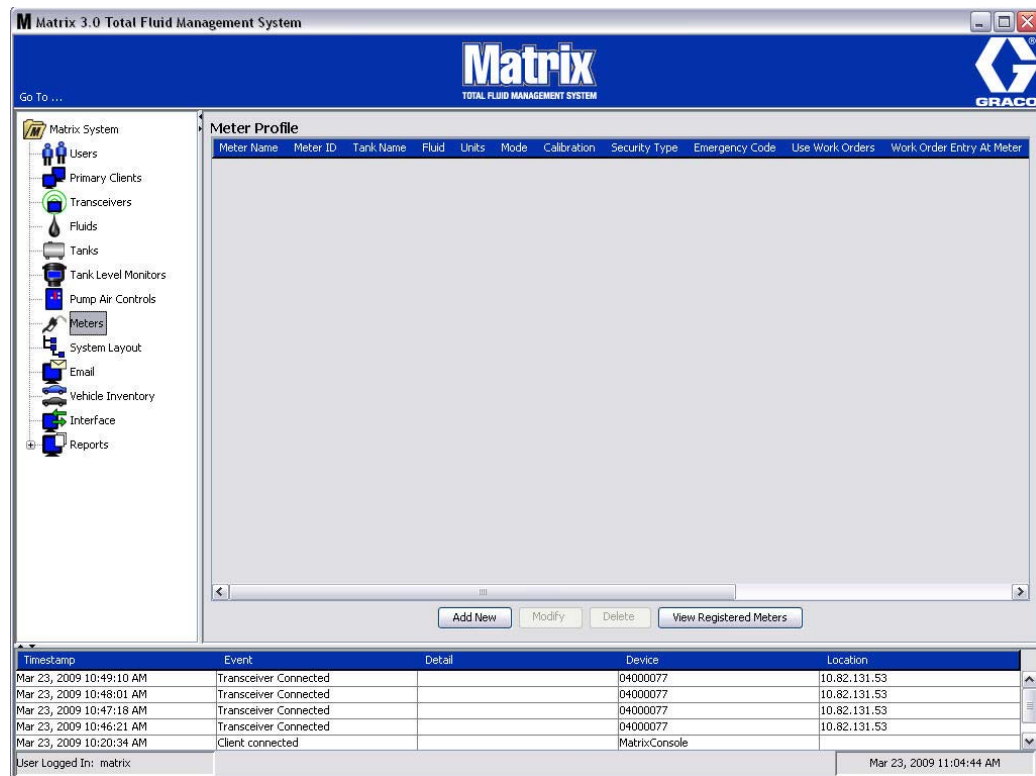 Matrix 3.0 Total Fluid Management System
Matrix
TOTAL FLUID MANAGEMENT SYSTEM
Go To ...
GRACO
Matrix System
Users
Primary Clients
Transceivers
Fluids
Tanks
Tank Level Monitors
Pump Air Controls
Meters
System Layout
Email
Vehicle Inventory
Interface
Reports
Meter Profile
Meter Name Meter ID Tank Name Fluid Units Mode Calibration Security Type Emergency Code Use Work Orders Work Order Entry At Meter
Add New Modify Delete View Registered Meters
Timestamp Event Detail Device Location
Mar 23, 2009 10:49:10 AM Transceiver Connected 04000077 10.82.131.53
Mar 23, 2009 10:48:01 AM Transceiver Connected 04000077 10.82.131.53
Mar 23, 2009 10:47:18 AM Transceiver Connected 04000077 10.82.131.53
Mar 23, 2009 10:46:21 AM Transceiver Connected 04000077 10.82.131.53
Mar 23, 2009 10:20:34 AM Client connected MatrixConsole
User Logged In: matrix Mar 23, 2009 11:04:44 AM